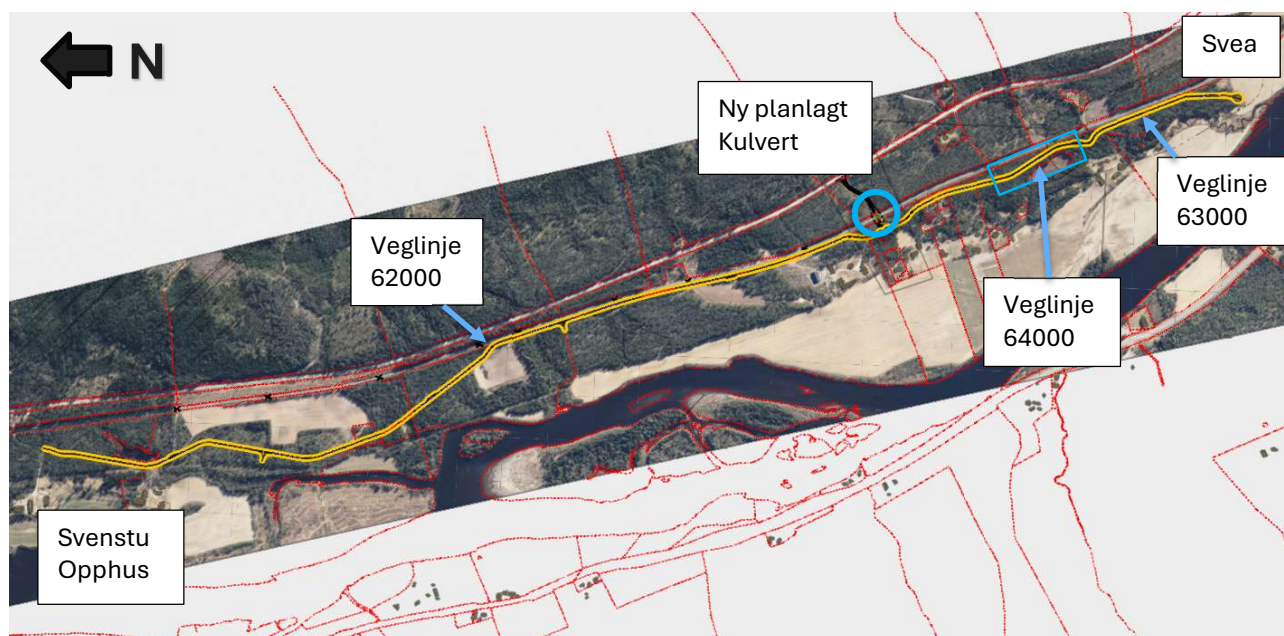 N
Svea
Ny planlagt
Kulvert
Veglinje
63000
Veglinje
62000
Veglinje
64000
Svenstu
Opphus